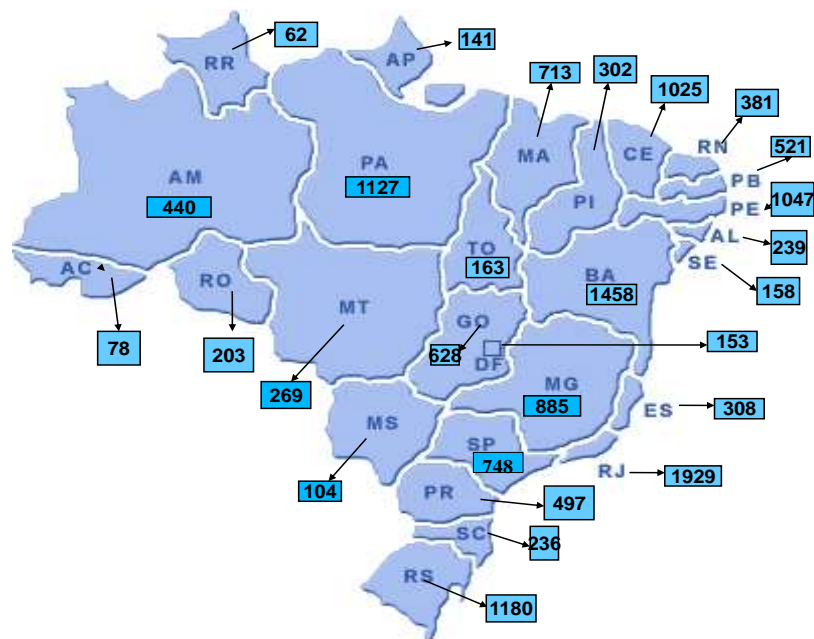 RR
62
AP
141
713
302
1025
381
RN
521
AM
440
PA
1127
MA
PI
CE
PB
PE
1047
AL
239
SE
158
AC
78
RO
203
TO
163
BA
1458
MT
269
GO
628
DF
153
MG
885
ES
308
MS
104
SP
748
RJ
1929
PR
497
SC
236
RS
1180